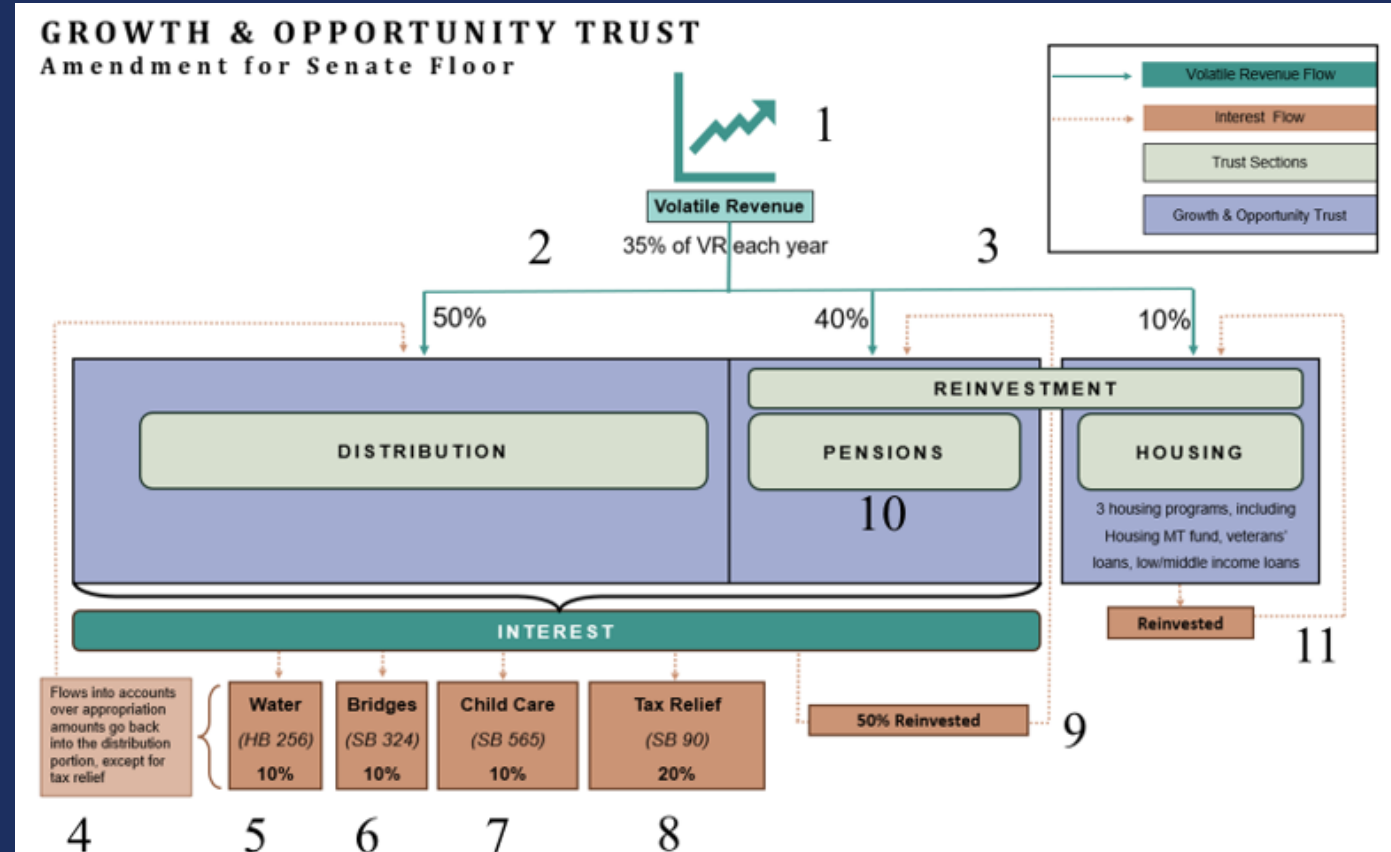 GROWTH & OPPORTUNITY TRUST
Amendment for Senate Floor
Volatile Revenue Flow
Interest Flow
Trust Sections
Growth & Opportunity Trust
1
Volatile Revenue
2
35% of VR each year
3
50%
40%
10%
REINVESTMENT
DISTRIBUTION
PENSIONS
HOUSING
10
3 housing programs, including
Housing MT fund, veterans'
loans, low/middle income loans
INTEREST
Reinvested
11
Flows into accounts
over appropriation
amounts go back
into the distribution
portion, except for
tax relief
Water
(HB 256)
10%
Bridges
(SB 324)
10%
Child Care
(SB 565)
10%
Tax Relief
(SB 90)
20%
50% Reinvested
9
4
5
6
7
8